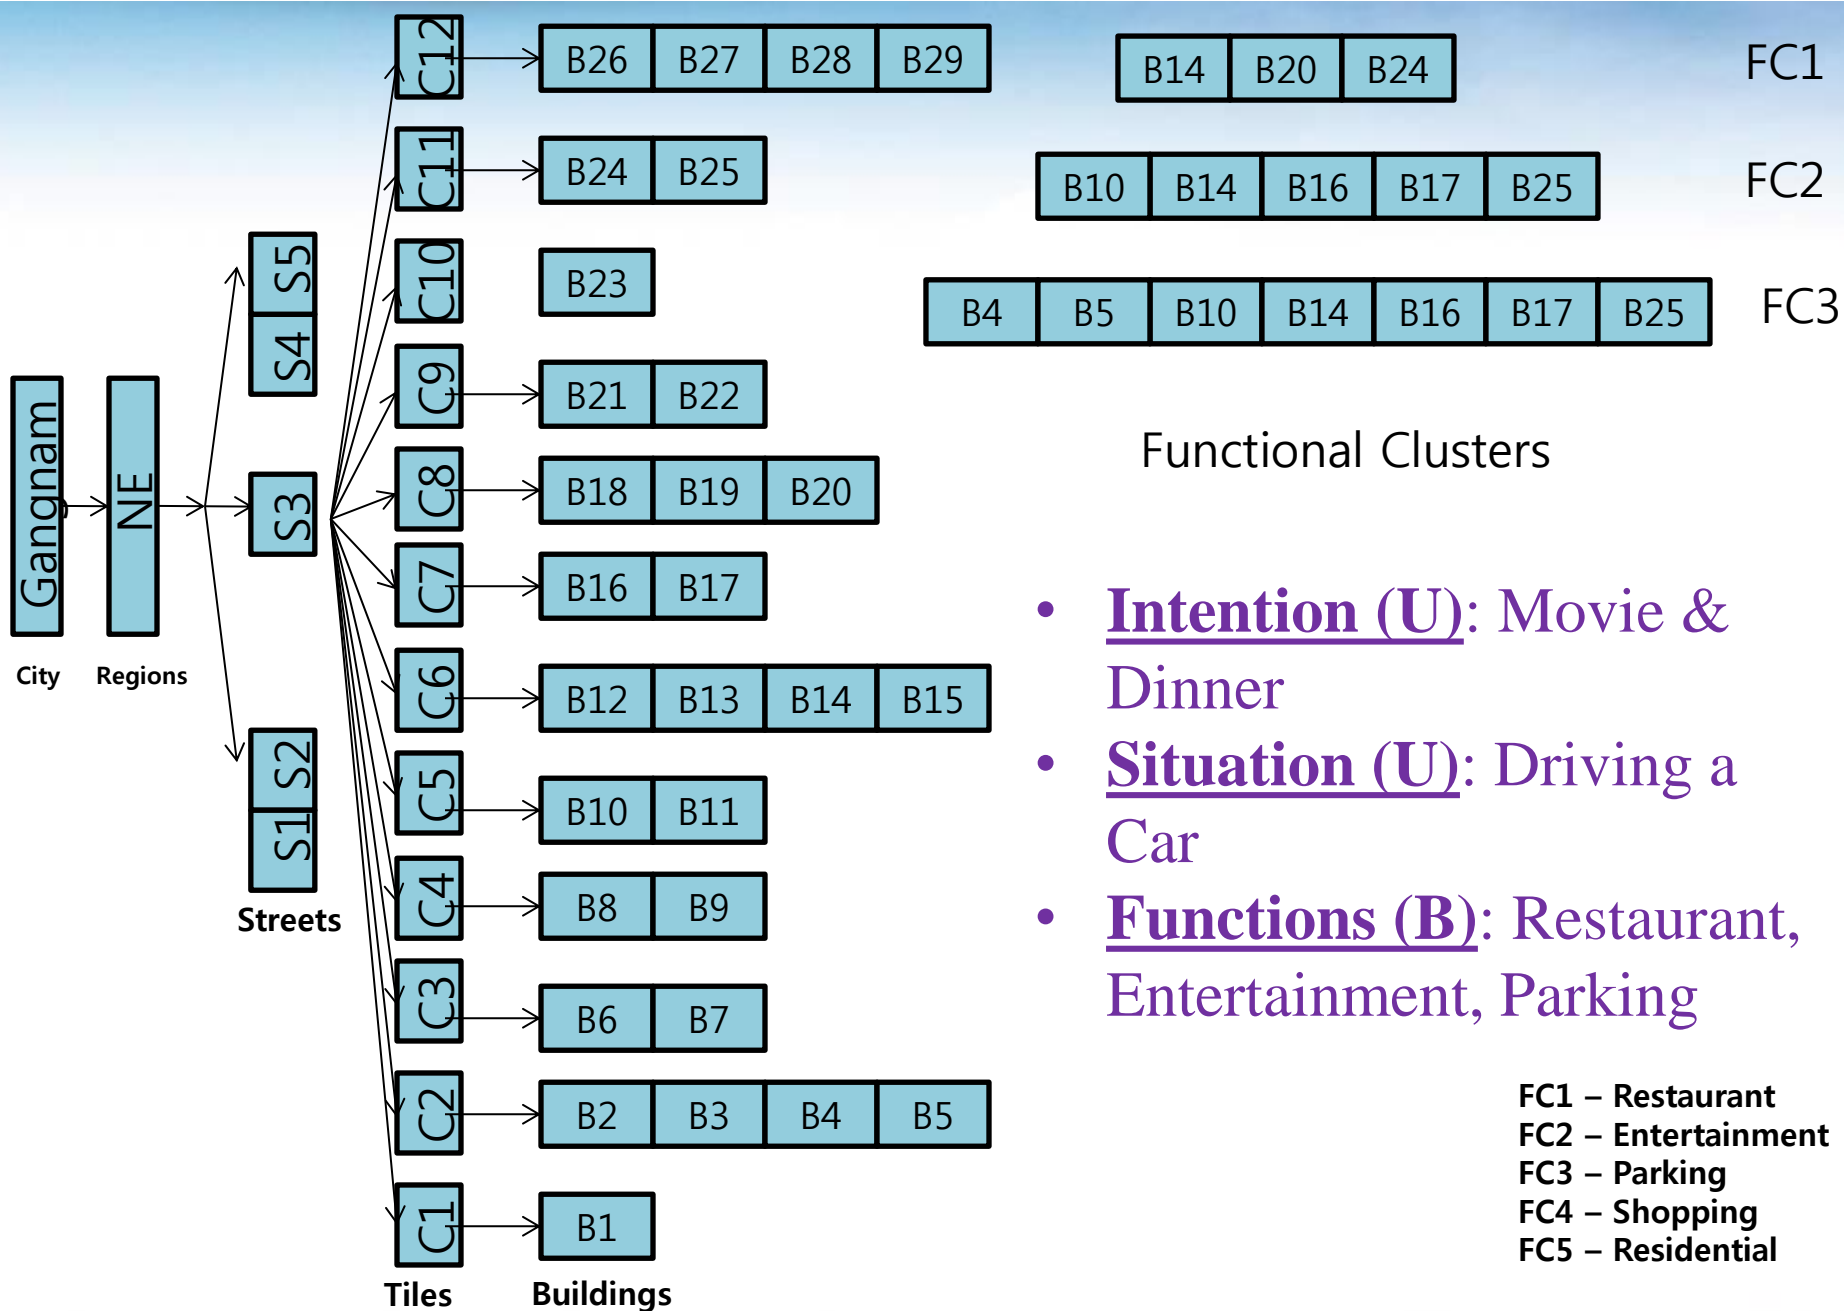 Gangnam
City
NE
Regions
S5
S4
S3
S2
S1
Streets
C12
B26 B27 B28 B29
C11
B24 B25
C10
B23
C9
B21 B22
C8
B18 B19 B20
C7
B16 B17
C6
B12 B13 B14 B15
C5
B10 B11
C4
B8 B9
C3
B6 B7
C2
B2 B3 B4 B5
C1
B1
Tiles
Buildings
B14 B20 B24 FC1
B10 B14 B16 B17 B25 FC2
B4 B5 B10 B14 B16 B17 B25 FC3
Functional Clusters
• Intention (U): Movie &
Dinner
• Situation (U): Driving a
Car
• Functions (B): Restaurant,
Entertainment, Parking
FC1 – Restaurant
FC2 – Entertainment
FC3 – Parking
FC4 – Shopping
FC5 – Residential